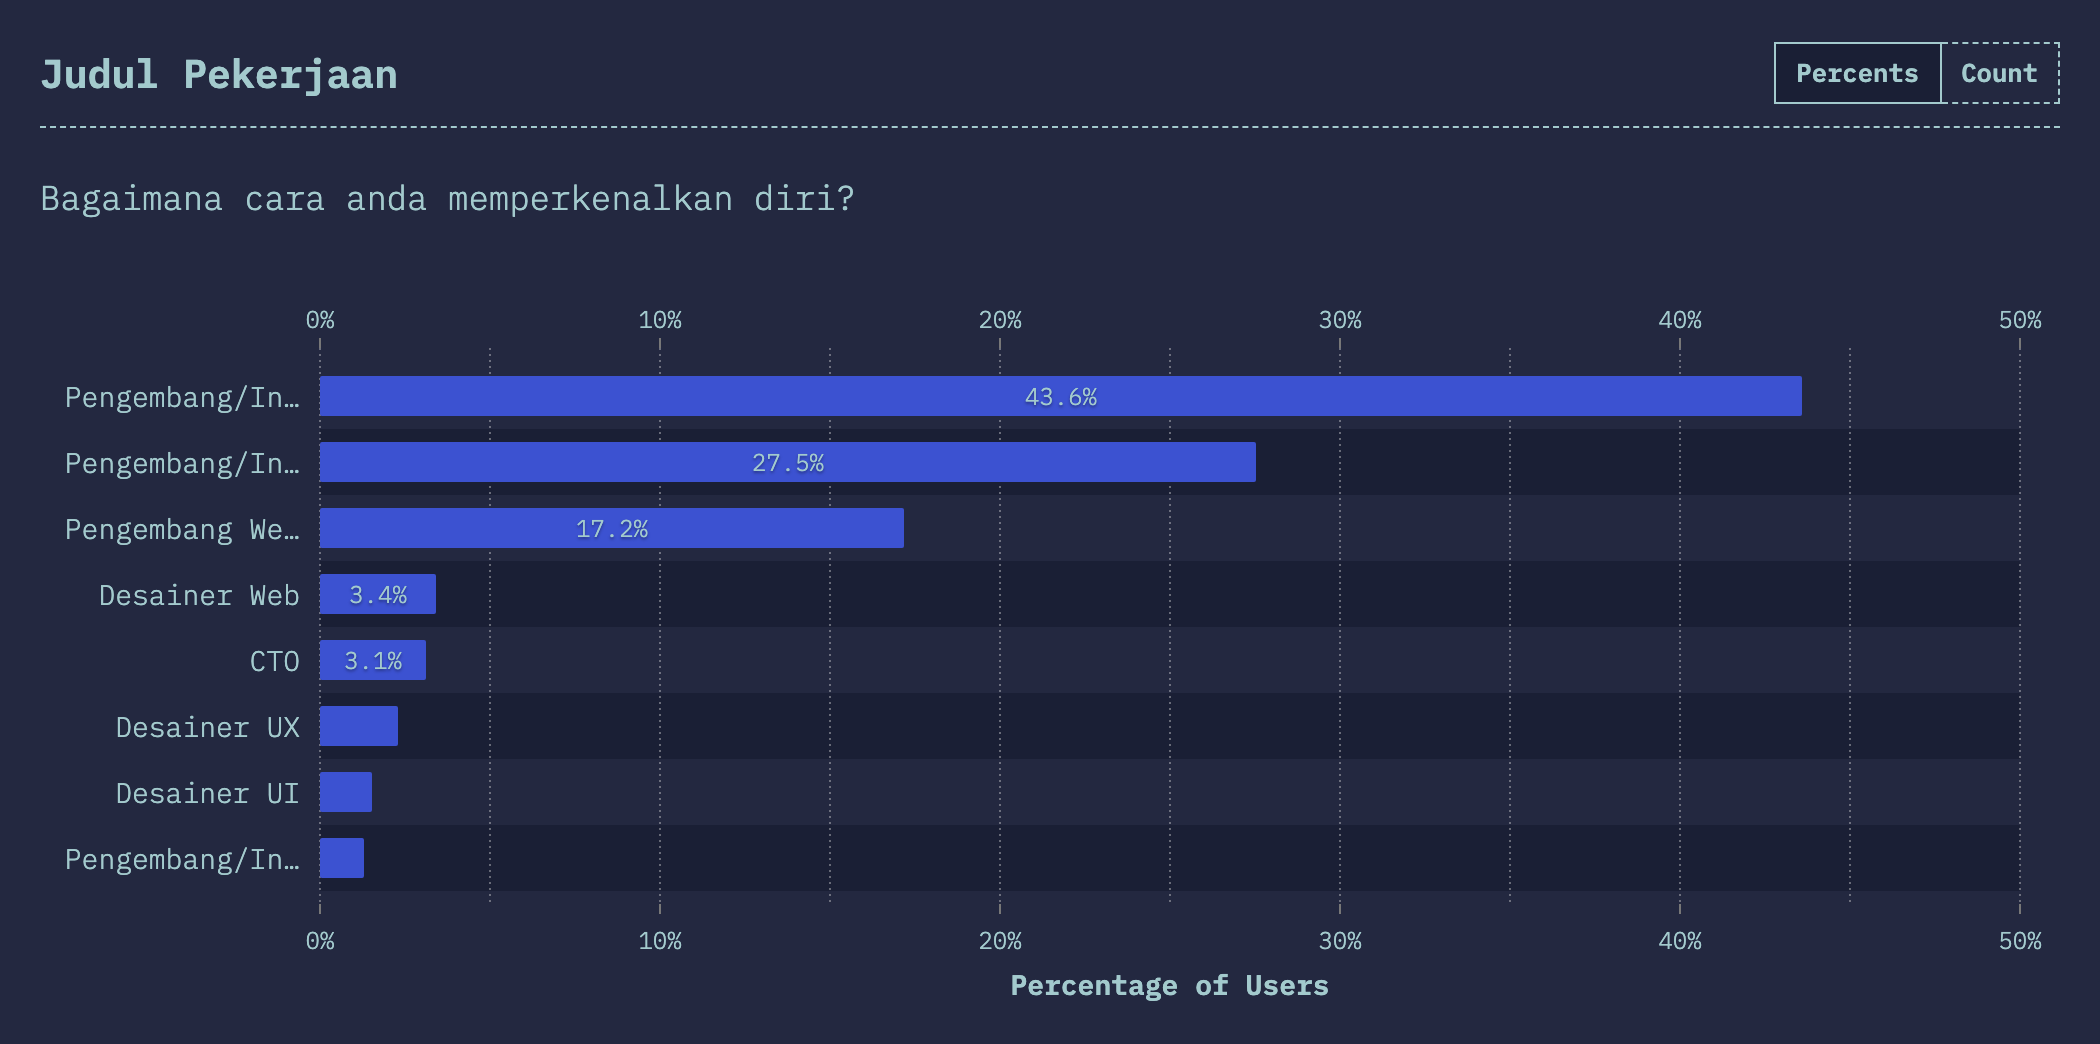 Judul Pekerjaan
Percents Count
Bagaimana cara anda memperkenalkan diri?
0% 10% 20% 30% 40% 50%
Pengembang/In… 43.6%
Pengembang/In… 27.5%
Pengembang We… 17.2%
Desainer Web 3.4%
CTO 3.1%
Desainer UX
Desainer UI
Pengembang/In…
0% 10% 20% 30% 40% 50%
Percentage of Users